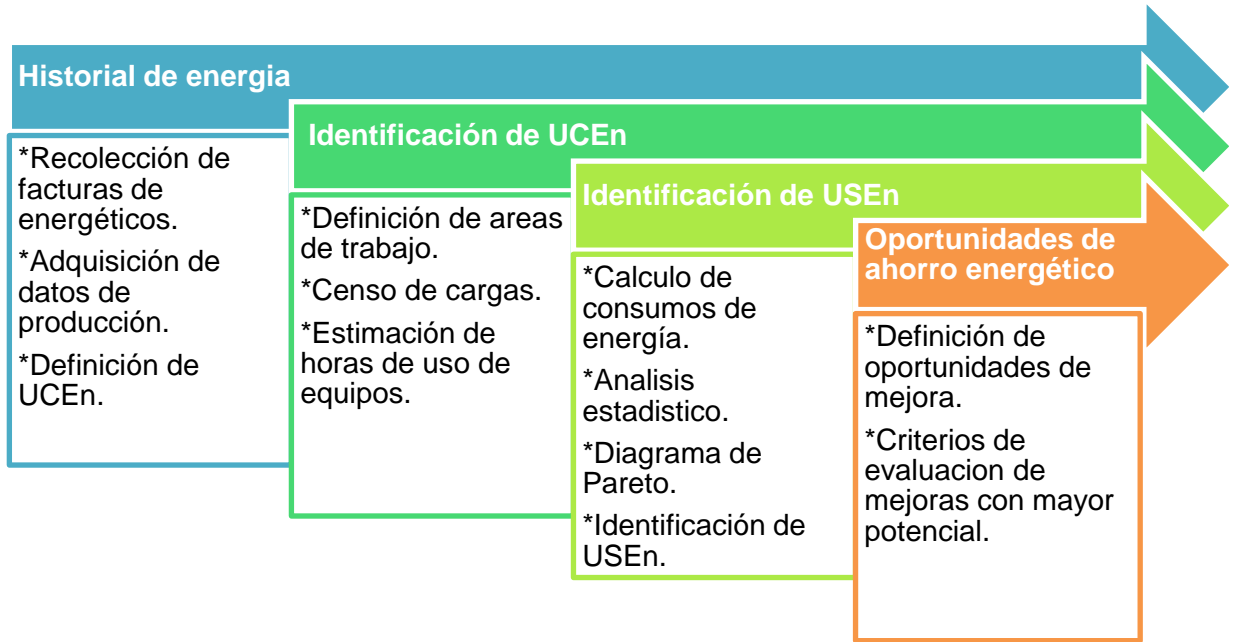 Historial de energia
*Recolección de
facturas de
energéticos.
*Adquisición de
datos de
producción.
*Definición de
UCEn.
Identificación de UCEn
*Definición de areas
de trabajo.
*Censo de cargas.
*Estimación de
horas de uso de
equipos.
Identificación de USEn
*Calculo de
consumos de
energía.
*Analisis
estadistico.
*Diagrama de
Pareto.
*Identificación de
USEn.
Oportunidades de
ahorro energético
*Definición de
oportunidades de
mejora.
*Criterios de
evaluacion de
mejoras con mayor
potencial.